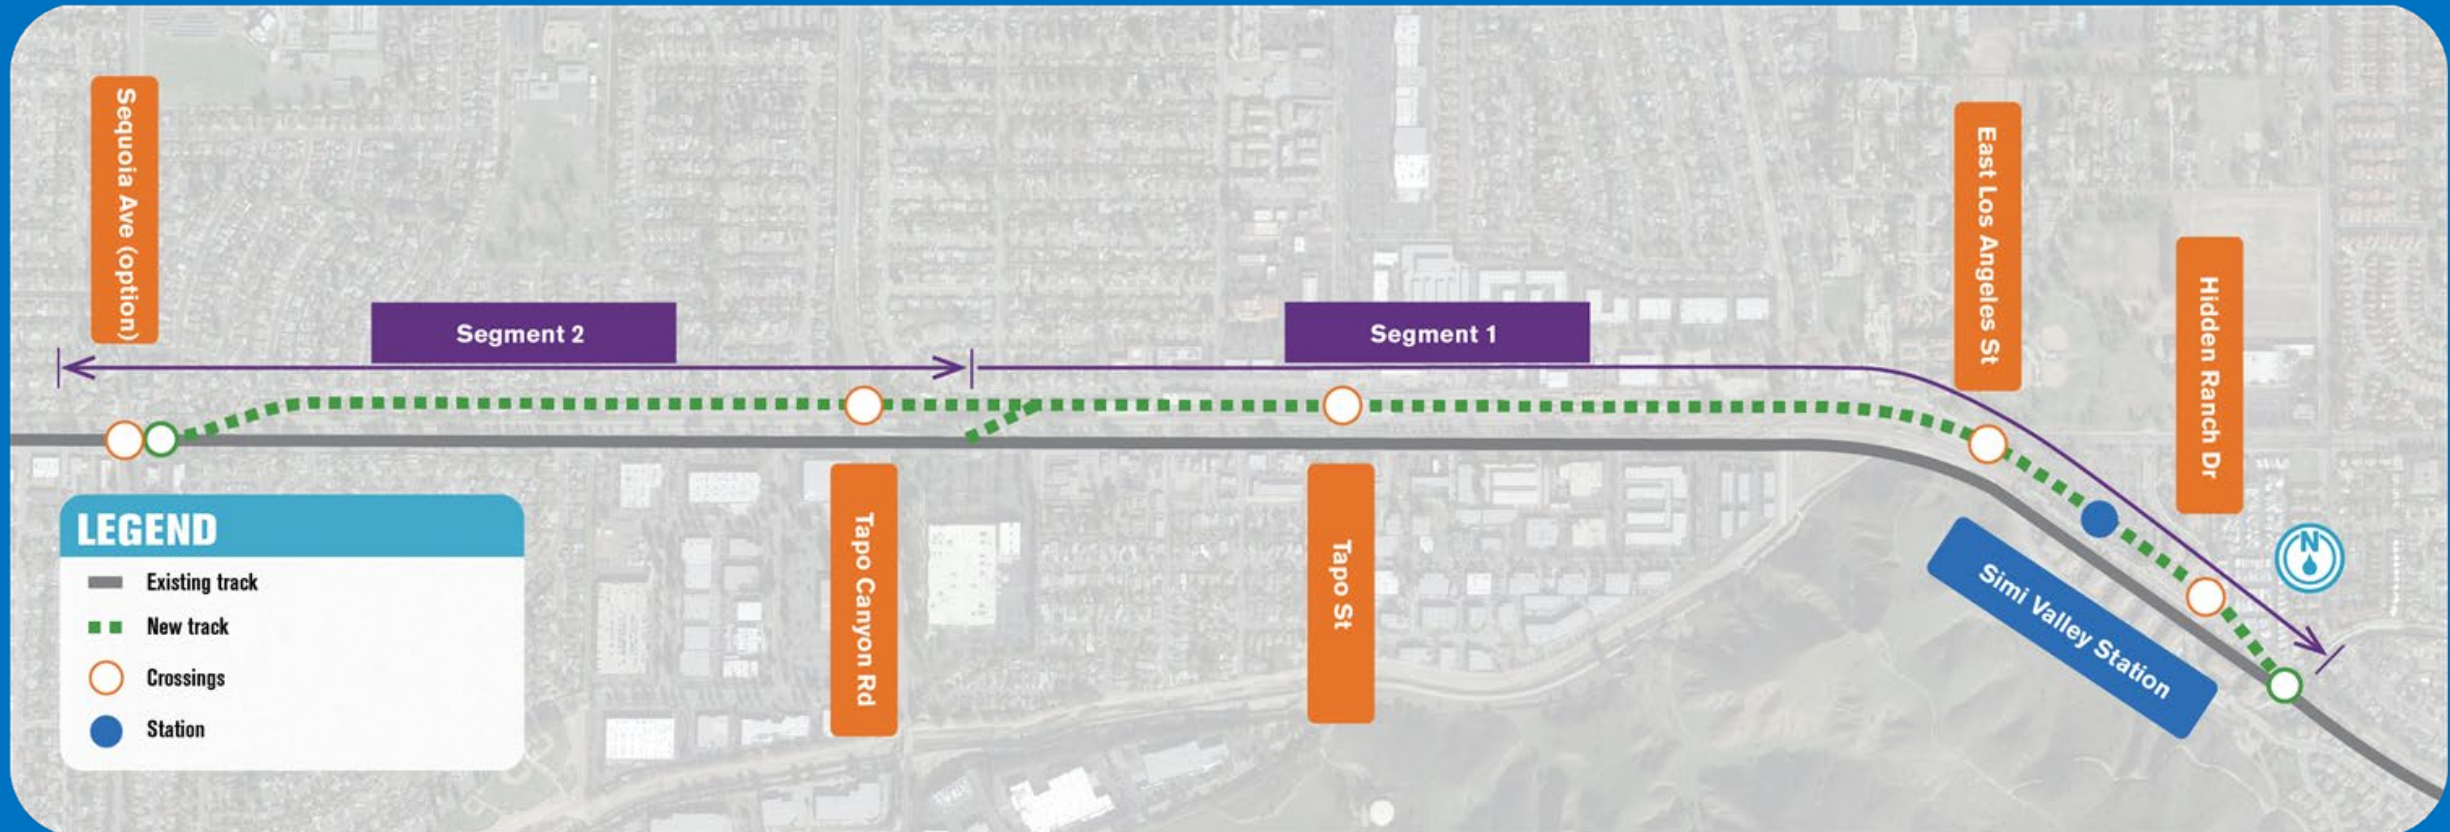 Sequoia Ave (option)
Segment 2
Segment 1
East Los Angeles St
Hidden Ranch Dr
Tapo Canyon Rd
Tapo St
Simi Valley Station
N
LEGEND
Existing track
New track
Crossings
Station